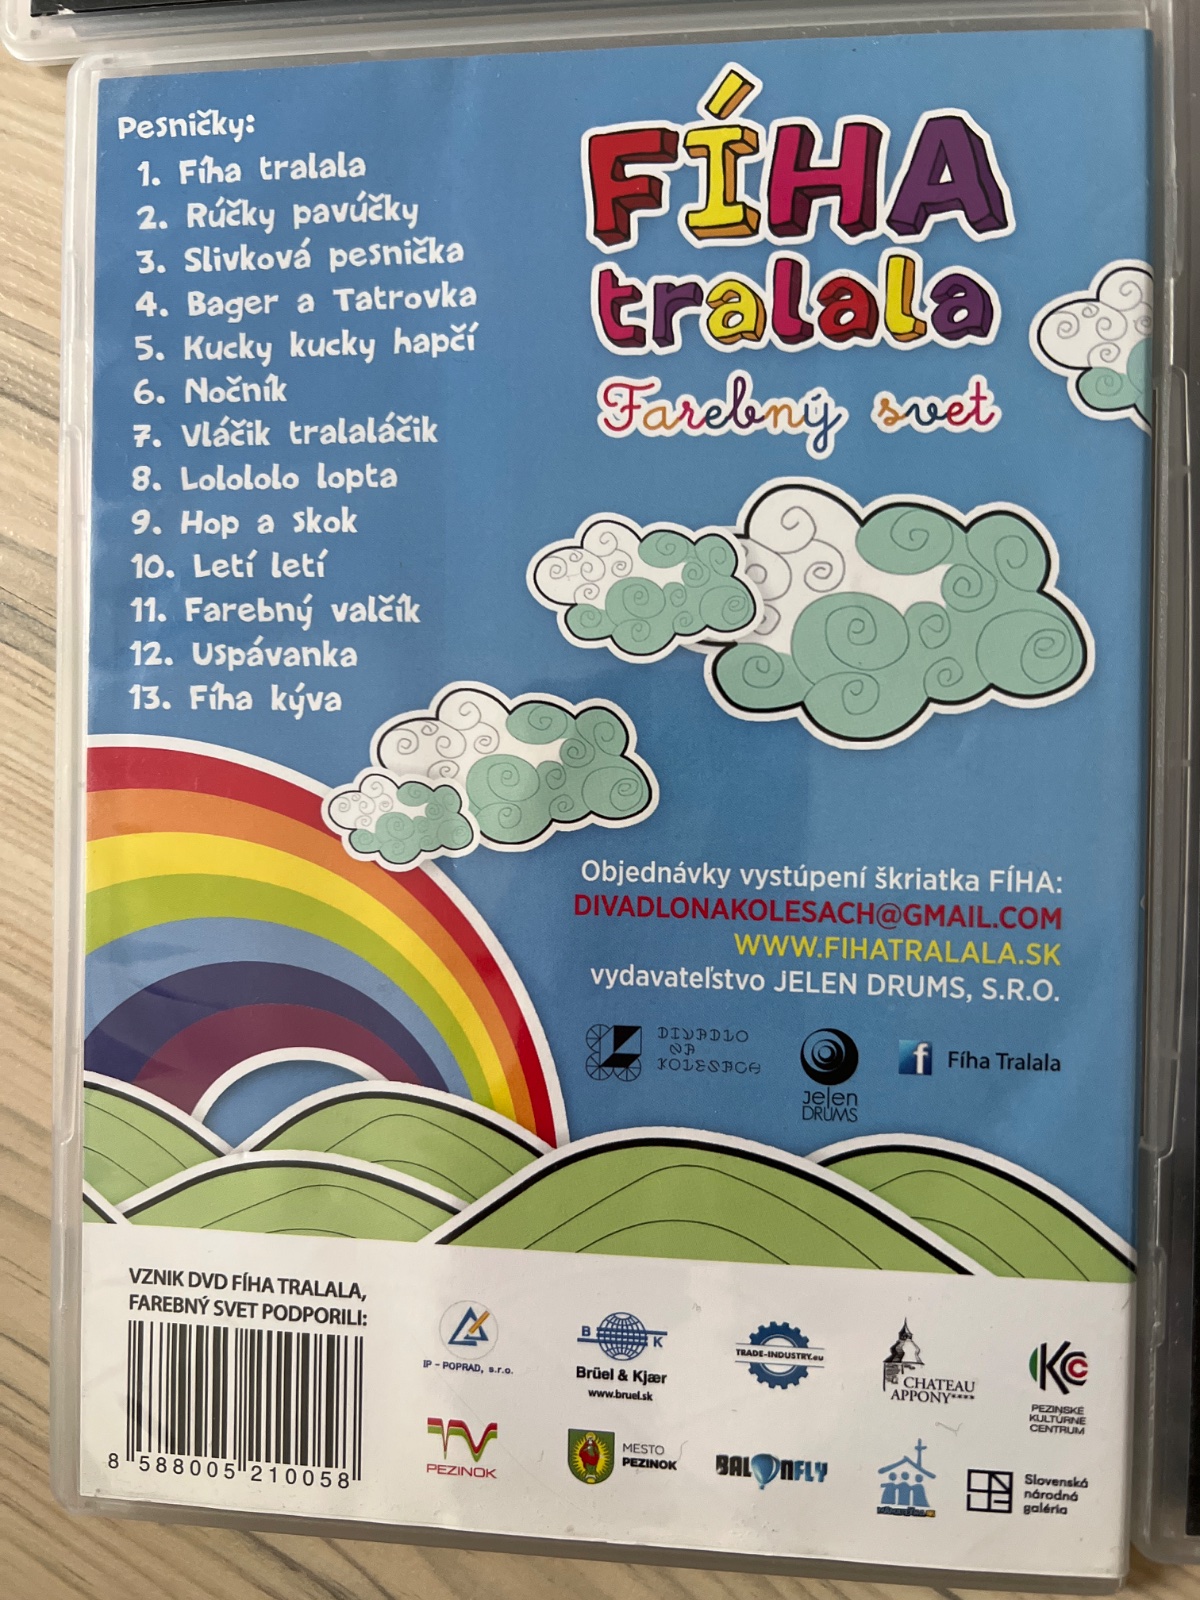 Pesničky:
1. Fíha tralala
2. Rúčky pavúčky
3. Slivková pesnička
4. Bager a Tatrovka
5. Kucky kucky hapčí
6. Nočník
7. Vláčik tralaláčik
8. Lolololo lopta
9. Hop a skok
10. Letí letí
11. Farebný valčík
12. Uspávanka
13. Fíha kýva
FÍHA
tralala
Farebný svet
Objednávky vystúpení škriatka FÍHA:
DIVADLONAKOLESACH@GMAIL.COM
WWW.FIHATRALALA.SK
vydavateľstvo JELEN DRUMS, S.R.O.
DIVADLO
NA
KOLESACH
Jelen
DRUMS
f Fíha Tralala
VZNIK DVD FÍHA TRALALA,
FAREBNÝ SVET PODPORILI:
8 588005 210058
IP - POPRAD, s.r.o.
B K
Brüel & Kjær
www.bruel.sk
TRADE-INDUSTRY.eu
CHATEAU
APPONY****
KCC
PEZINSKÉ
KULTÚRNE
CENTRUM
TV
PEZINOK
MESTO
PEZINOK
BALONFLY
SNG
Slovenská
národná
galéria